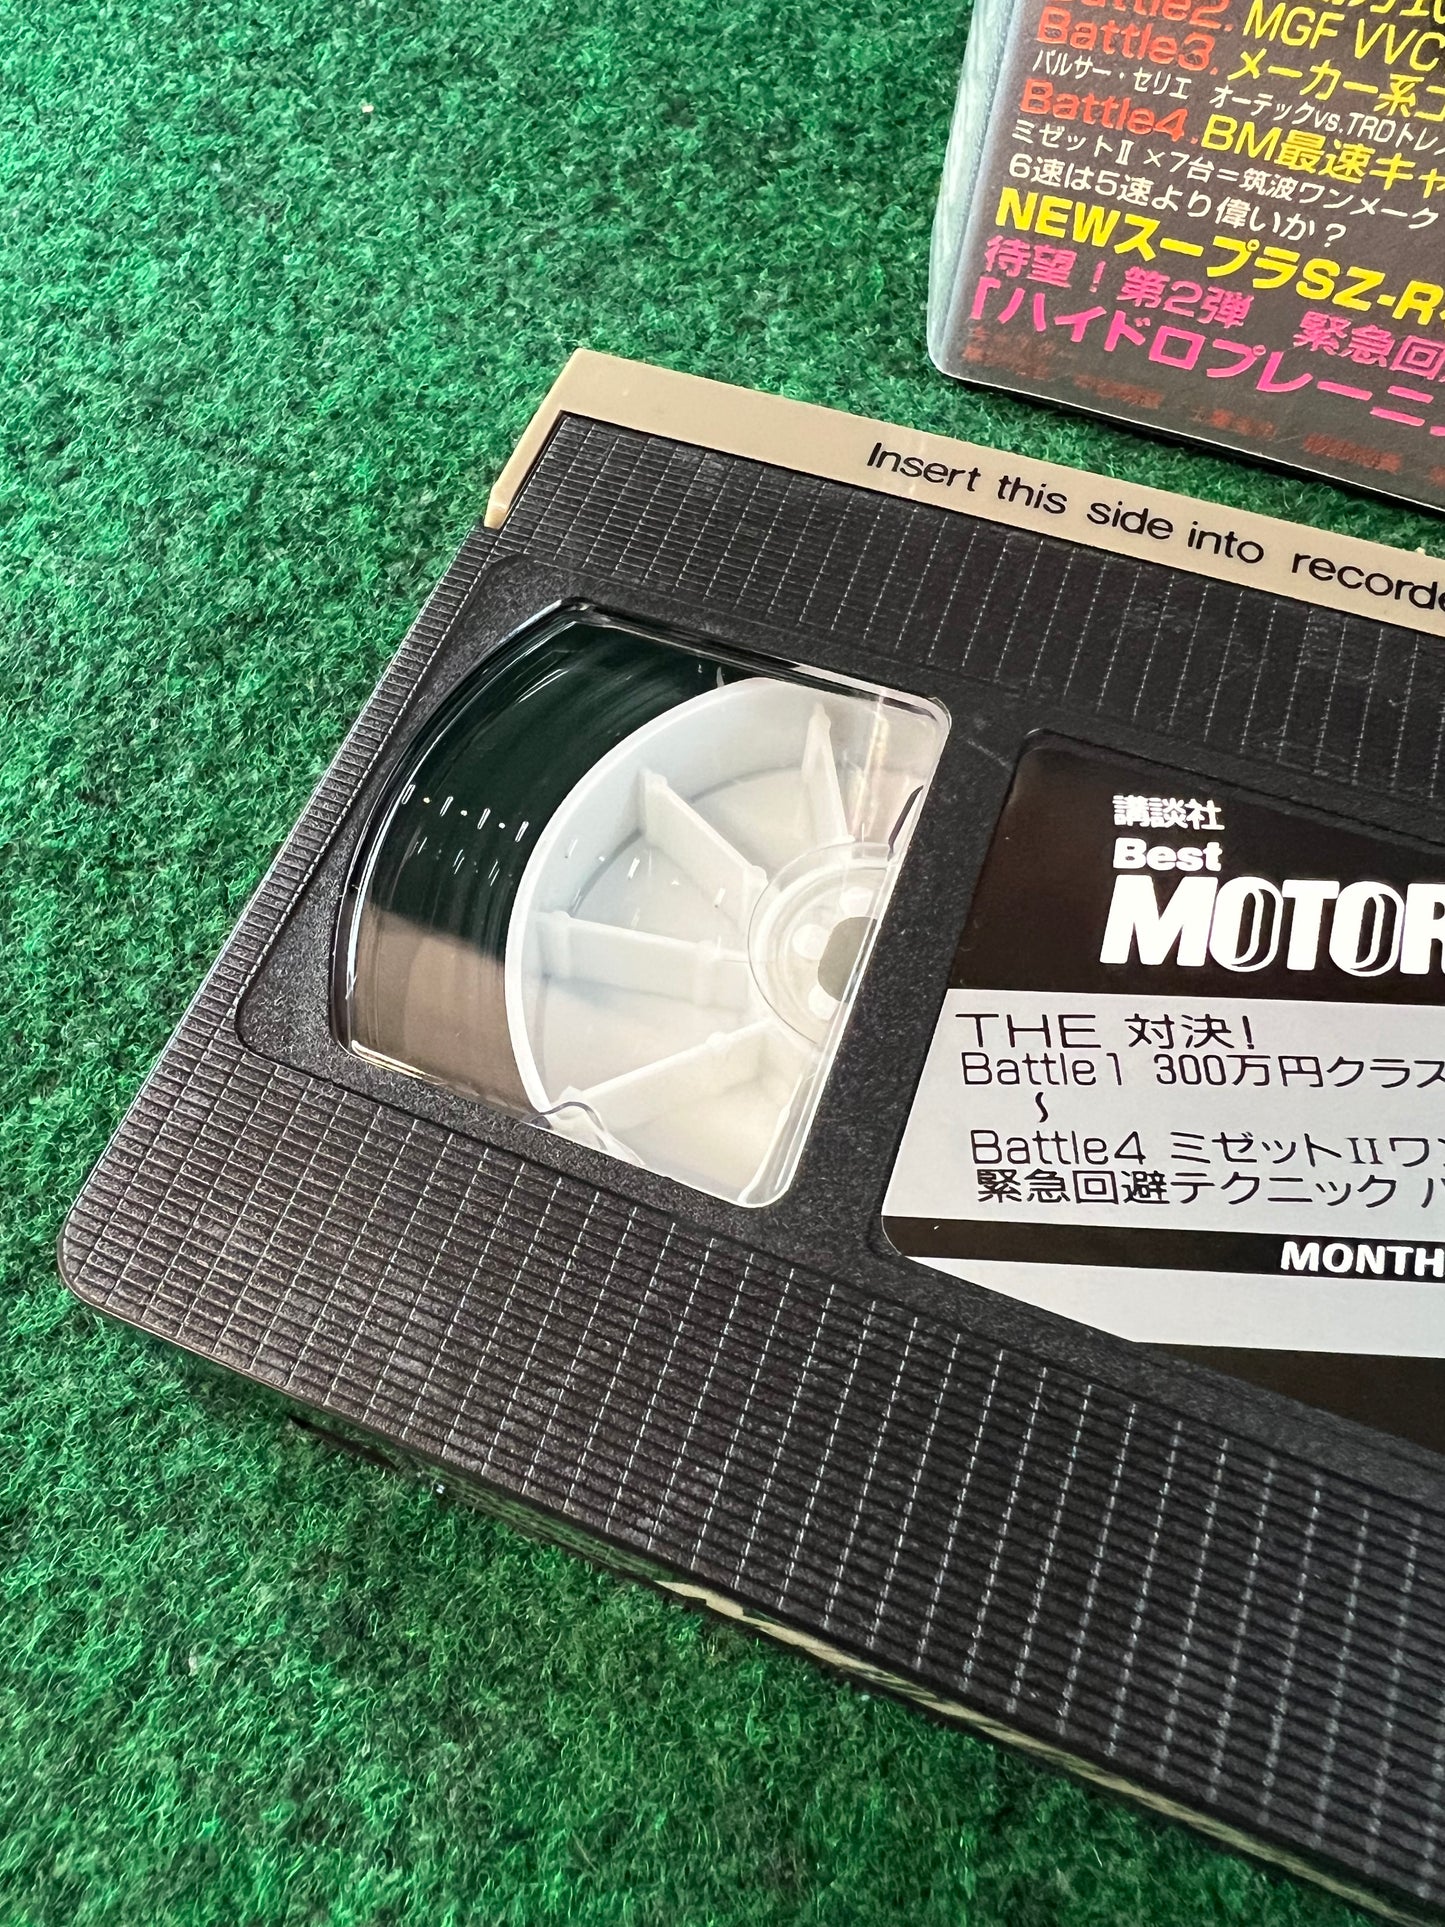 Battle2. MGF VVC
Battle3. メーカー系コ
パルサー・セリエ オーテックvs.TRDトレ
Battle4. BM最速キャ
ミゼットⅡ×7台=筑波ワンメーク
6速は5速より偉いか?
NEWスープラSZ-R
待望!第2弾 緊急回
「ハイドロプレーニ
Insert this side into recorde
講談社
Best
MOTOR
THE 対決!
Battle1 300万円クラス
~
Battle4 ミゼットIIワン
緊急回避テクニック ハ
MONTH